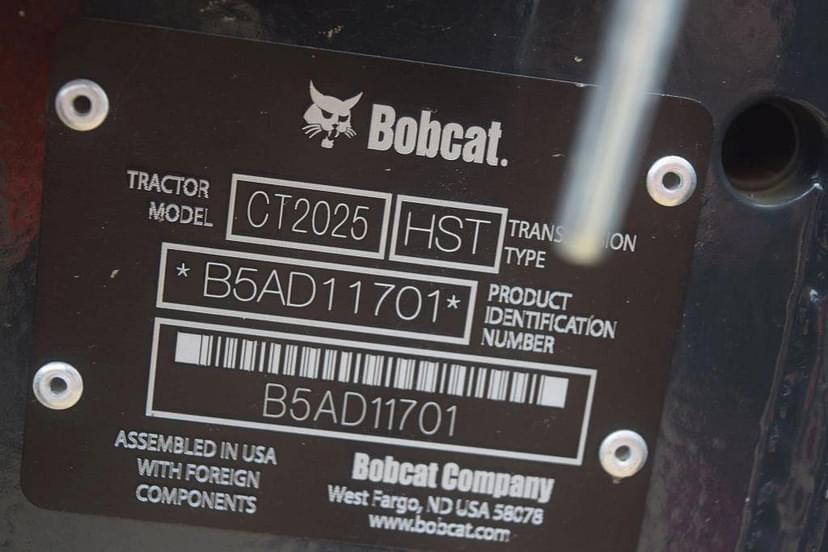 Bobcat.
TRACTOR MODEL
CT2025
HST
TYPE
*B5AD11701*
PRODUCT
IDENTIFICATION
NUMBER
B5AD11701
ASSEMBLED IN USA
WITH FOREIGN
COMPONENTS
Bobcat Company
West Fargo, ND USA 58078
www.bobcat.com